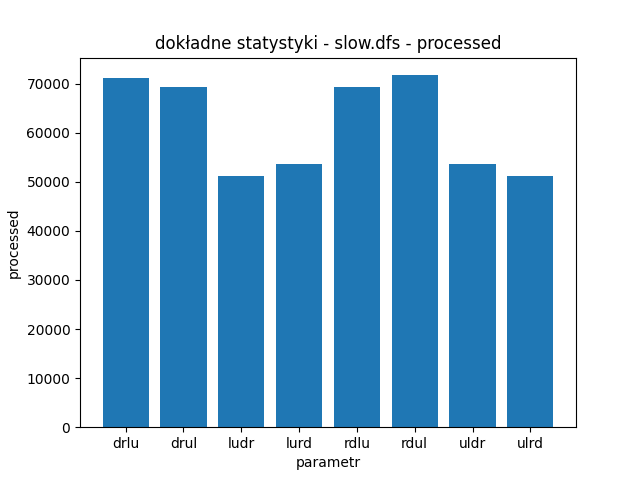 dokładne statystyki - slow.dfs - processed
70000
60000
50000
40000
30000
20000
10000
0
processed
drlu drul ludr lurd rdlu rdul uldr ulrd
parametr